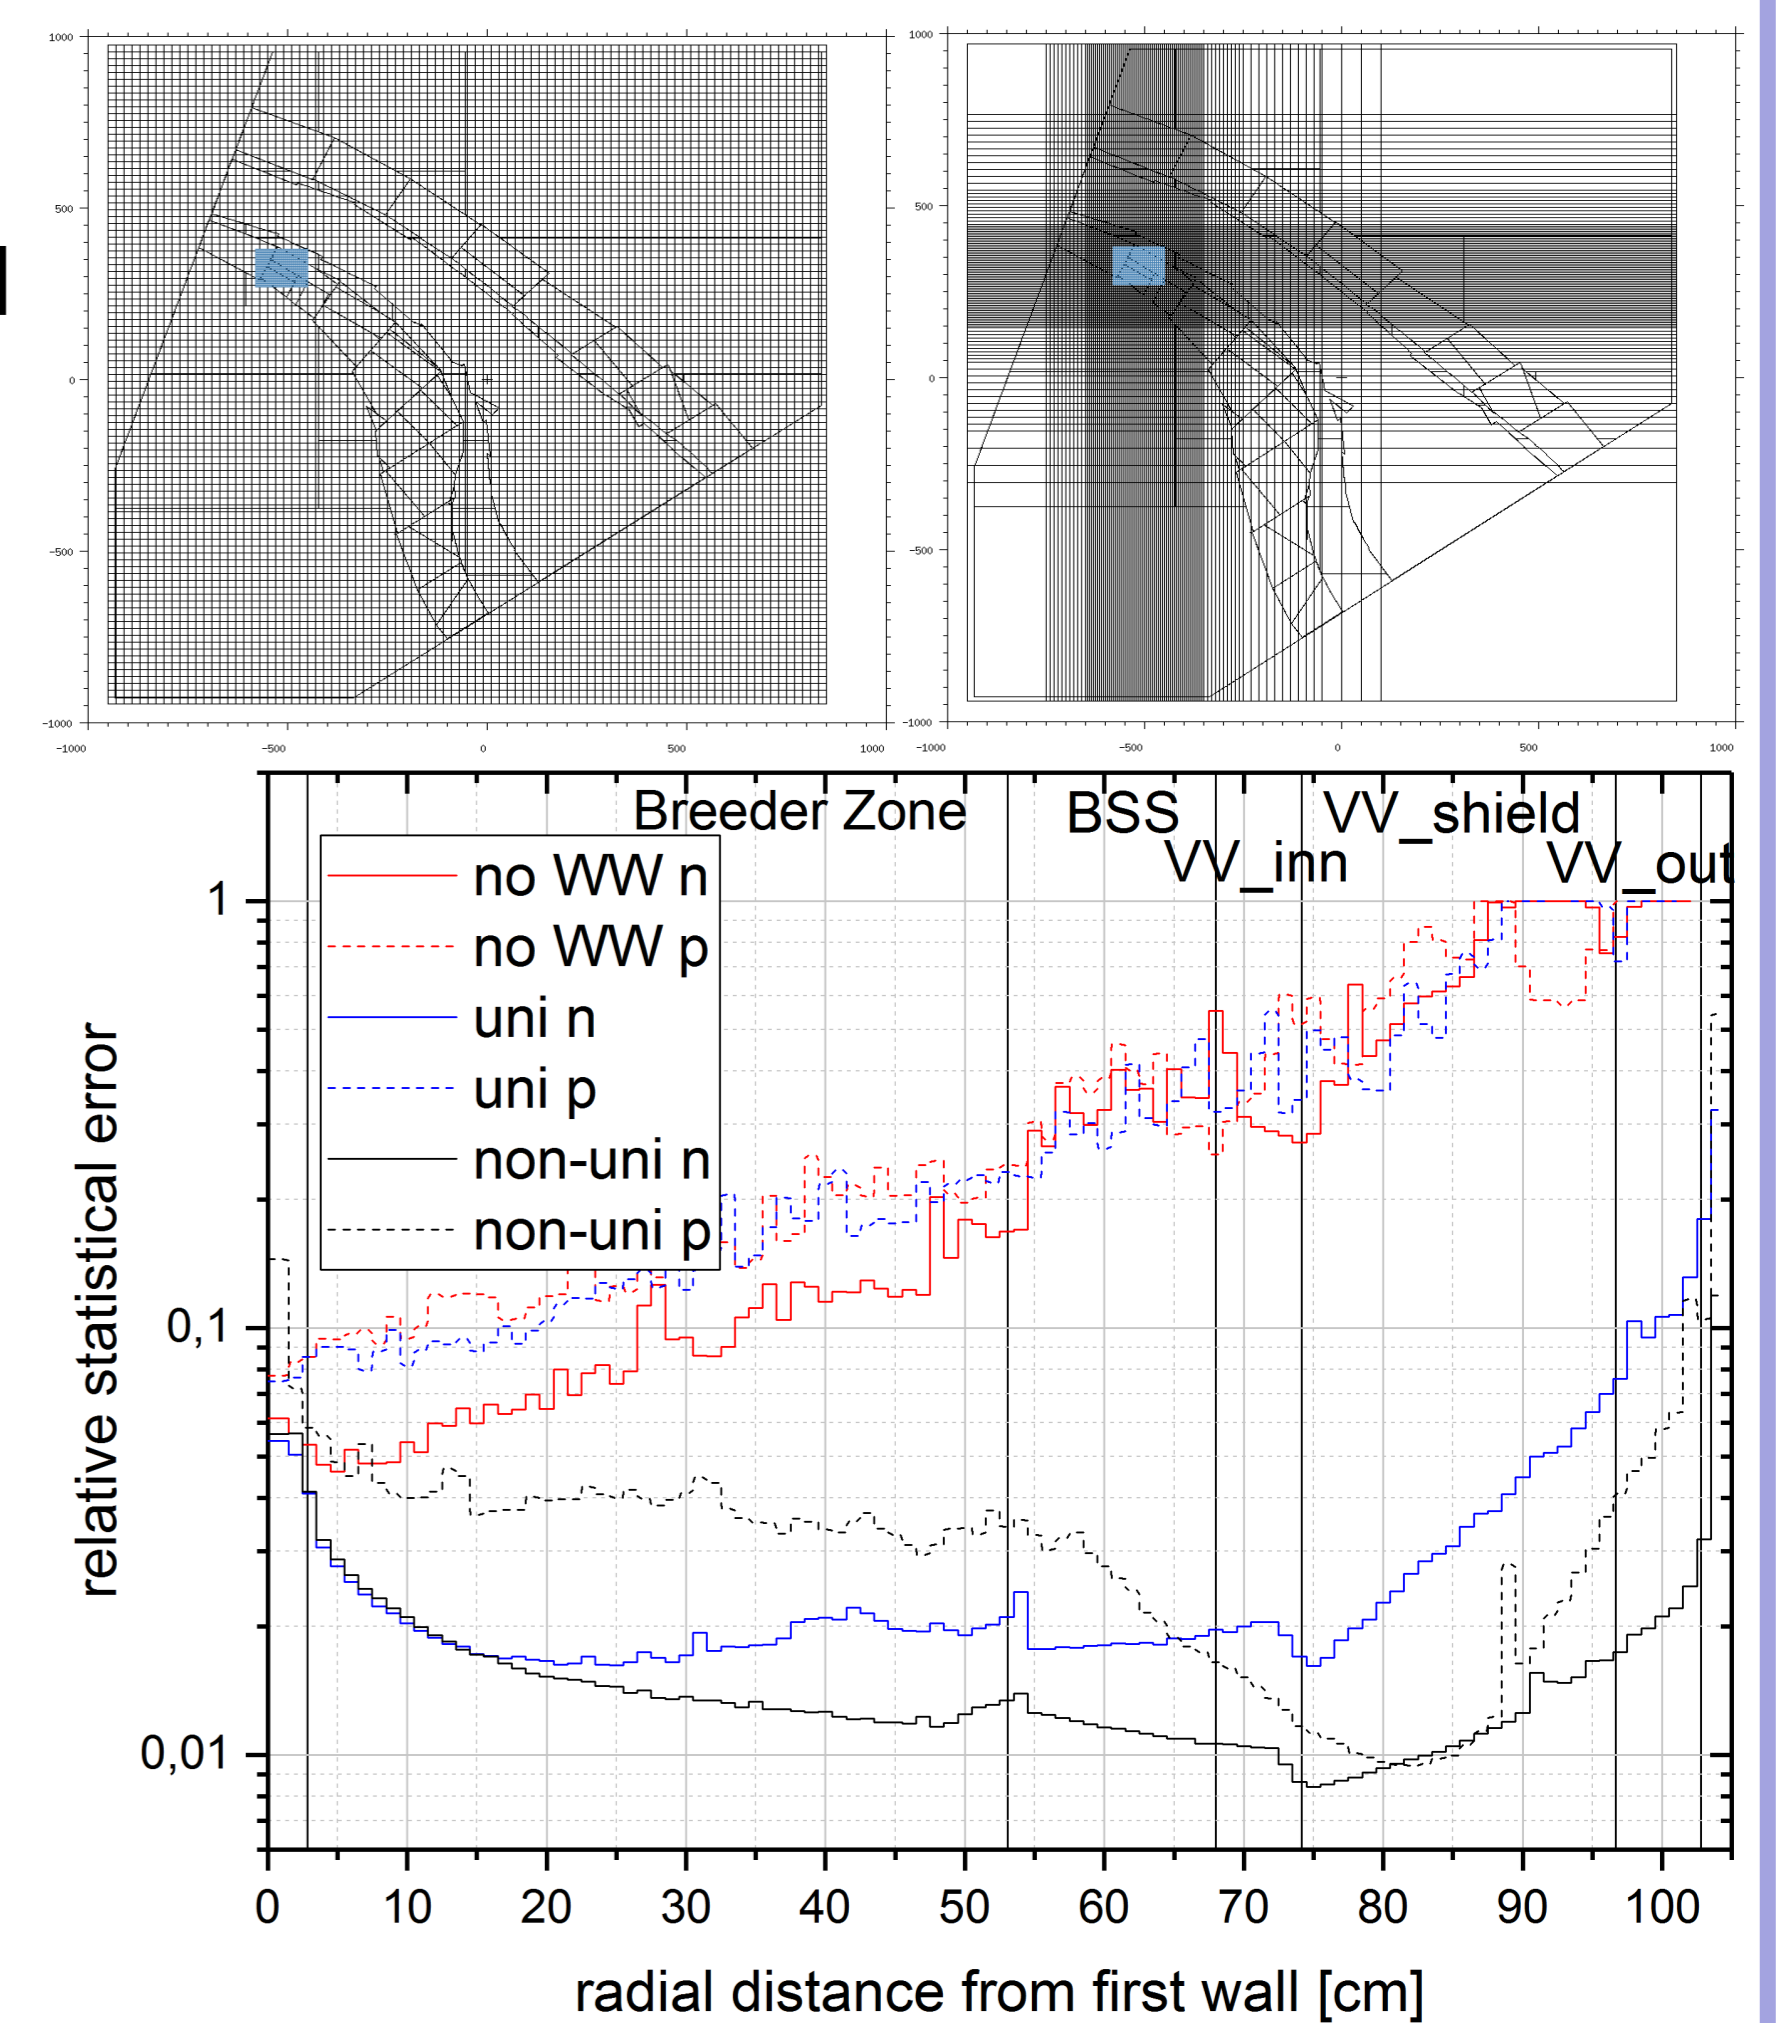 1000
500
0
−500
−1000
−1000
−500
0
500
1000
1000
500
0
−500
−1000
−1000
−500
0
500
1000
Breeder Zone
BSS
VV_shield
VV_inn
VV_out
no WW n
no WW p
uni n
uni p
non-uni n
non-uni p
1
0,1
0,01
relative statistical error
0 10 20 30 40 50 60 70 80 90 100
radial distance from first wall [cm]